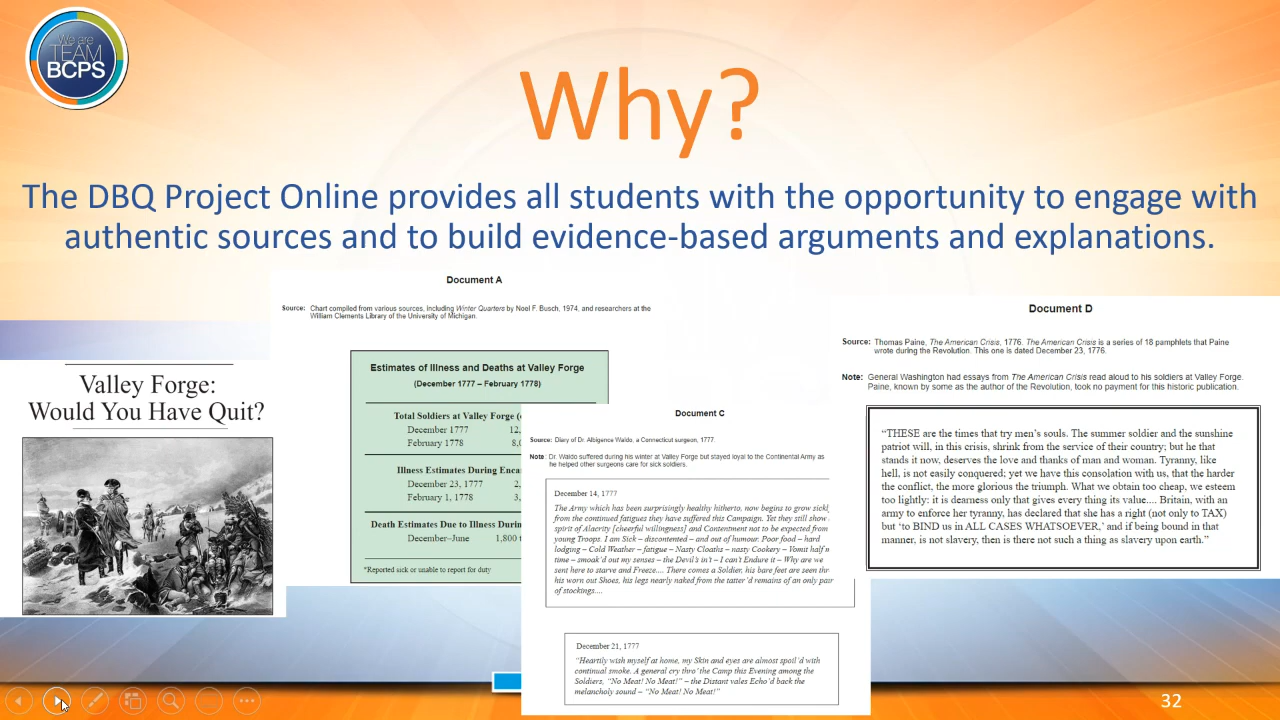 We are
TEAM
BCPS
Why?
The DBQ Project Online provides all students with the opportunity to engage with
authentic sources and to build evidence-based arguments and explanations.
Valley Forge:
Would You Have Quit?
Document A
Source: Chart compiled from various sources, including Winter Quarters by Noel F. Busch, 1974, and researchers at the
William Clements Library of the University of Michigan.
Estimates of Illness and Deaths at Valley Forge
(December 1777 – February 1778)
Total Soldiers at Valley Forge (
December 1777 12,
February 1778 8,0
Illness Estimates During Enca
December 23, 1777 2,
February 1, 1778 3,
Death Estimates Due to Illness Durin
December–June 1,800 t
*Reported sick or unable to report for duty
Document C
Source: Diary of Dr. Albigence Waldo, a Connecticut surgeon, 1777.
Note: Dr. Waldo suffered during his winter at Valley Forge but stayed loyal to the Continental Army as
he helped other surgeons care for sick soldiers.
December 14, 1777
The Army which has been surprisingly healthy hitherto, now begins to grow sickl
from the continued fatigues they have suffered this Campaign. Yet they still show
spirit of Alacrity [cheerful willingness] and Contentment not to be expected from
young Troops. I am Sick – discontented – and out of humour. Poor food – hard
lodging – Cold Weather – fatigue – Nasty Cloaths – nasty Cookery – Vomit half m
time – smoak'd out my senses – the Devil's in't – I can't Endure it – Why are we
sent here to starve and Freeze.... There comes a Soldier, his bare feet are seen thr
his worn out Shoes, his legs nearly naked from the tatter'd remains of an only pair
of stockings....
December 21, 1777
“Heartily wish myself at home, my Skin and eyes are almost spoil'd with
continual smoke. A general cry thro' the Camp this Evening among the
Soldiers, “No Meat! No Meat!” – the Distant vales Echo'd back the
melancholy sound – “No Meat! No Meat!”
Document D
Source: Thomas Paine, The American Crisis, 1776. The American Crisis is a series of 18 pamphlets that Paine
wrote during the Revolution. This one is dated December 23, 1776.
Note: General Washington had essays from The American Crisis read aloud to his soldiers at Valley Forge.
Paine, known by some as the author of the Revolution, took no payment for this historic publication.
“THESE are the times that try men's souls. The summer soldier and the sunshine
patriot will, in this crisis, shrink from the service of their country; but he that
stands it now, deserves the love and thanks of man and woman. Tyranny, like
hell, is not easily conquered; yet we have this consolation with us, that the harder
the conflict, the more glorious the triumph. What we obtain too cheap, we esteem
too lightly: it is dearness only that gives every thing its value.... Britain, with an
army to enforce her tyranny, has declared that she has a right (not only to TAX)
but ‘to BIND us in ALL CASES WHATSOEVER,’ and if being bound in that
manner, is not slavery, then is there not such a thing as slavery upon earth.”
32